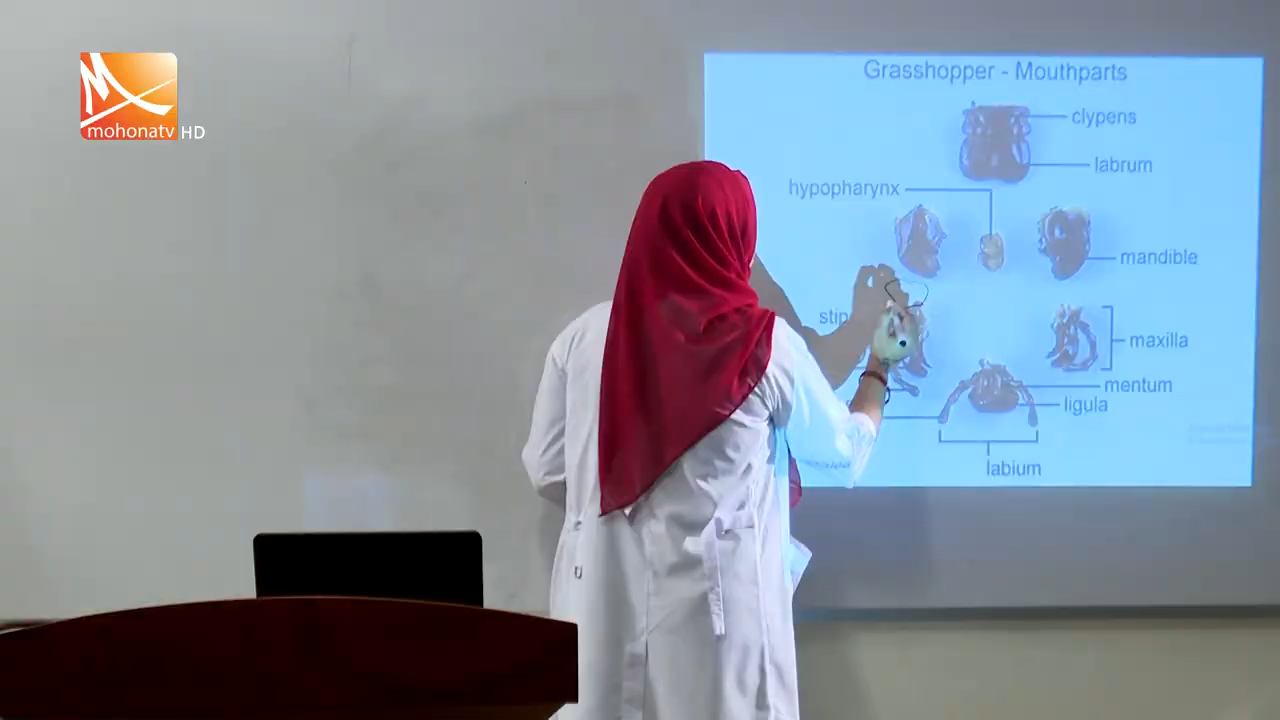 mohonatv HD
Grasshopper - Mouthparts
clypens
labrum
hypopharynx
mandible
maxilla
mentum
ligula
labium